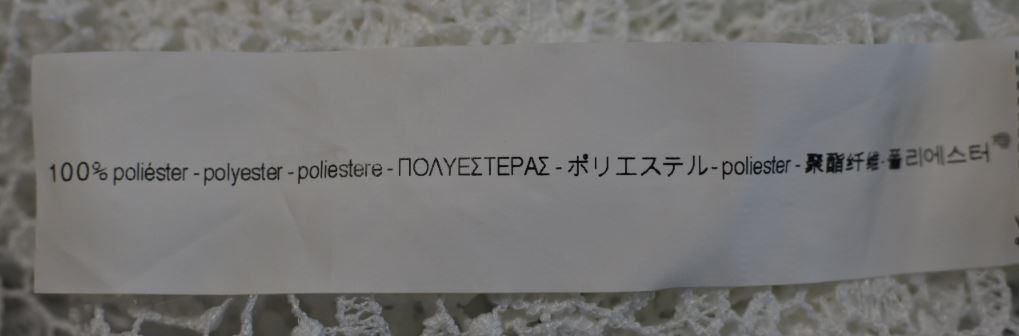 100% poliéster - polyester - poliestere - ΠΟΛΥΕΣΤΕΡΑΣ - ポリエステル - poliester - 聚酯纤维 - 폴리에스터